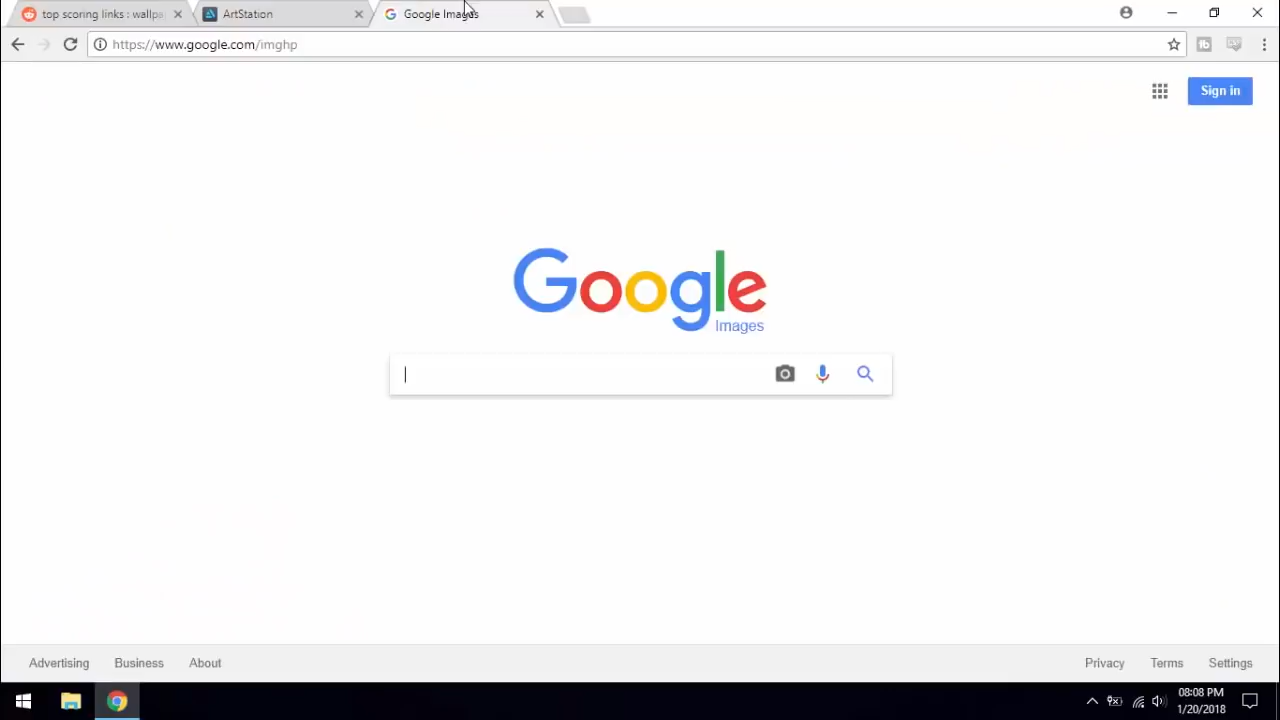 top scoring links : wallpa
ArtStation
Google Images
https://www.google.com/imghp
Sign in
Google
Images
Advertising
Business
About
Privacy
Terms
Settings
08:08 PM
1/20/2018